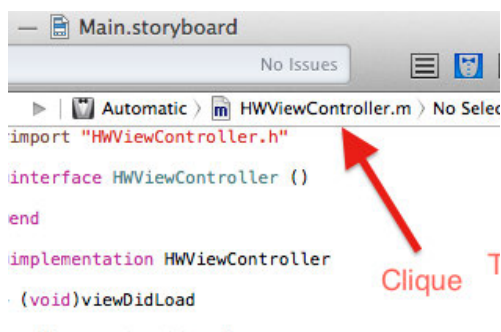 — Main.storyboard
No Issues
Automatic 〉 m HWViewController.m 〉 No Selec
import "HWViewController.h"
interface HWViewController ()
end
implementation HWViewController
Clique T
(void)viewDidLoad